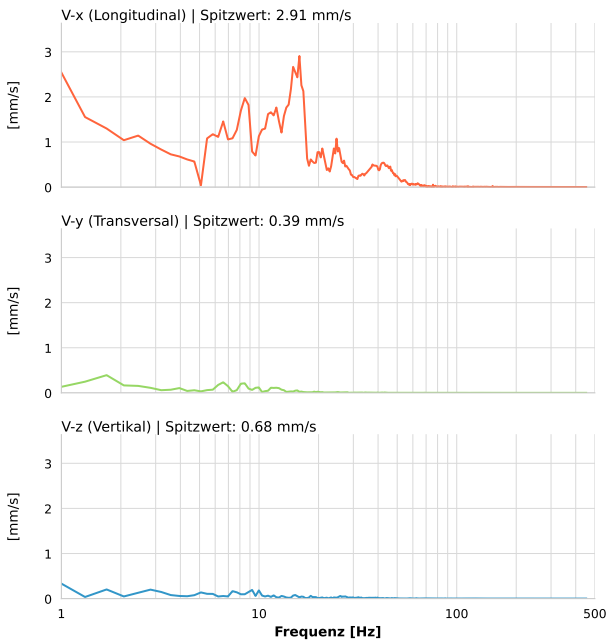 V-x (Longitudinal) | Spitzwert: 2.91 mm/s
[mm/s]
3
2
1
0
V-y (Transversal) | Spitzwert: 0.39 mm/s
[mm/s]
3
2
1
0
V-z (Vertikal) | Spitzwert: 0.68 mm/s
[mm/s]
3
2
1
0
1 10 100 500
Frequenz [Hz]